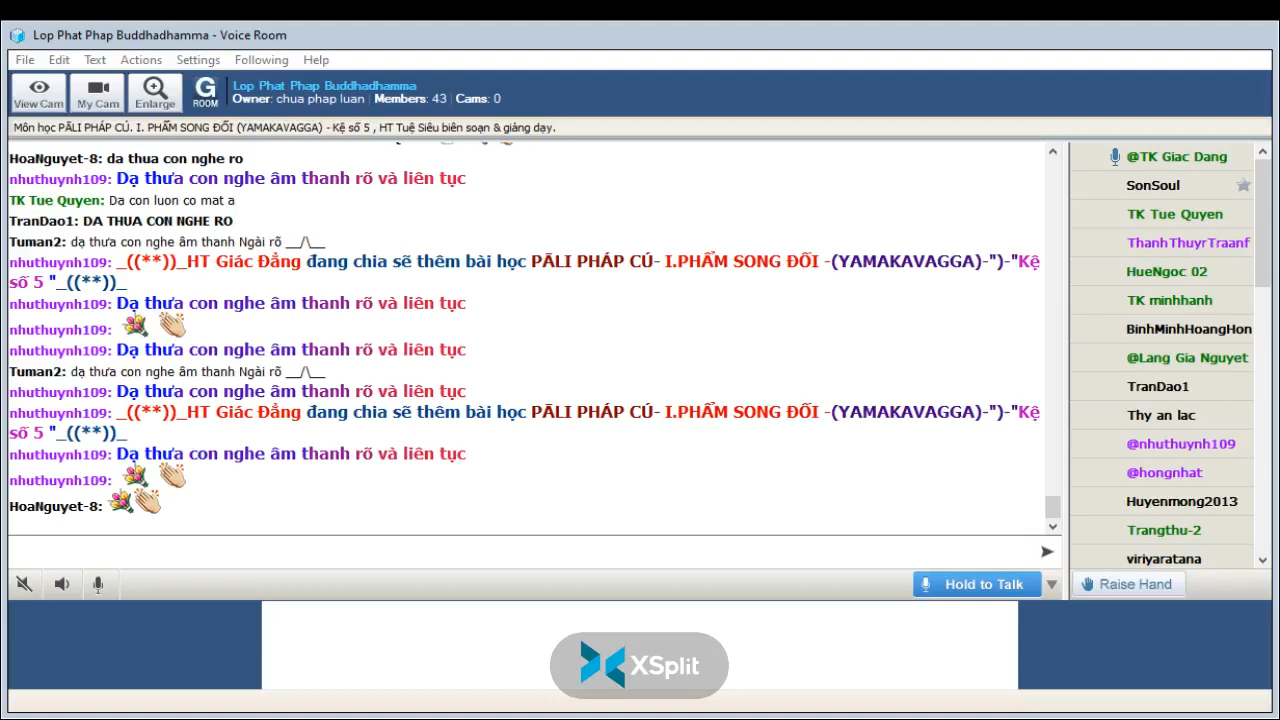 Lop Phat Phap Buddhadhamma - Voice Room
File Edit Text Actions Settings Following Help
View Cam My Cam Enlarge G ROOM
Lop Phat Phap Buddhadhamma
Owner: chua phap luan | Members: 43 | Cams: 0
Môn học PĀLI PHÁP CÚ. I. PHẨM SONG ĐỐI (YAMAKAVAGGA) - Kệ số 5 , HT Tuệ Siêu biên soạn & giảng dạy.
HoaNguyet-8: da thua con nghe ro
nhuthuynh109: Dạ thưa con nghe âm thanh rõ và liên tục
TK Tue Quyen: Da con luon co mat a
TranDao1: DA THUA CON NGHE RO
Tuman2: dạ thưa con nghe âm thanh Ngài rõ __/\__
nhuthuynh109: _((**))_HT Giác Đẳng đang chia sẽ thêm bài học PĀLI PHÁP CÚ- I.PHẨM SONG ĐỐI -(YAMAKAVAGGA)-")-"Kệ
số 5 "_((**))_
nhuthuynh109: Dạ thưa con nghe âm thanh rõ và liên tục
nhuthuynh109:
nhuthuynh109: Dạ thưa con nghe âm thanh rõ và liên tục
Tuman2: dạ thưa con nghe âm thanh Ngài rõ __/\__
nhuthuynh109: Dạ thưa con nghe âm thanh rõ và liên tục
nhuthuynh109: _((**))_HT Giác Đẳng đang chia sẽ thêm bài học PĀLI PHÁP CÚ- I.PHẨM SONG ĐỐI -(YAMAKAVAGGA)-")-"Kệ
số 5 "_((**))_
nhuthuynh109: Dạ thưa con nghe âm thanh rõ và liên tục
nhuthuynh109:
HoaNguyet-8:
@TK Giac Dang
SonSoul
TK Tue Quyen
ThanhThuyrTraanf
HueNgoc 02
TK minhhanh
BinhMinhHoangHon
@Lang Gia Nguyet
TranDao1
Thy an lac
@nhuthuynh109
@hongnhat
Huyenmong2013
Trangthu-2
viriyaratana
Hold to Talk
Raise Hand
XSplit